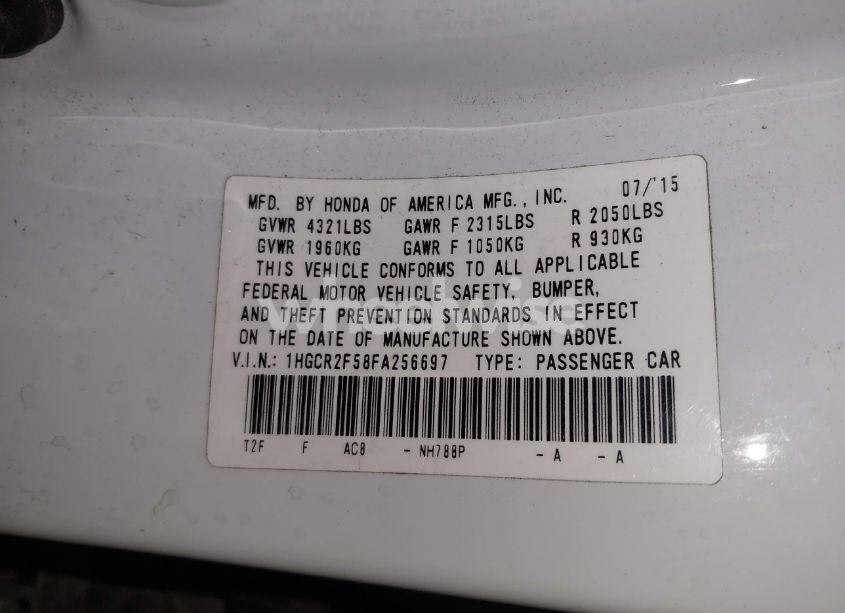 MFD. BY HONDA OF AMERICA MFG., INC. 07/'15
GVWR 4321LBS GAWR F 2315LBS R 2050LBS
GVWR 1960KG GAWR F 1050KG R 930KG
THIS VEHICLE CONFORMS TO ALL APPLICABLE
FEDERAL MOTOR VEHICLE SAFETY, BUMPER,
AND THEFT PREVENTION STANDARDS IN EFFECT
ON THE DATE OF MANUFACTURE SHOWN ABOVE.
V.I.N.: 1HGCR2F58FA256697 TYPE: PASSENGER CAR
T2F F AC8 - NH788P - A - A